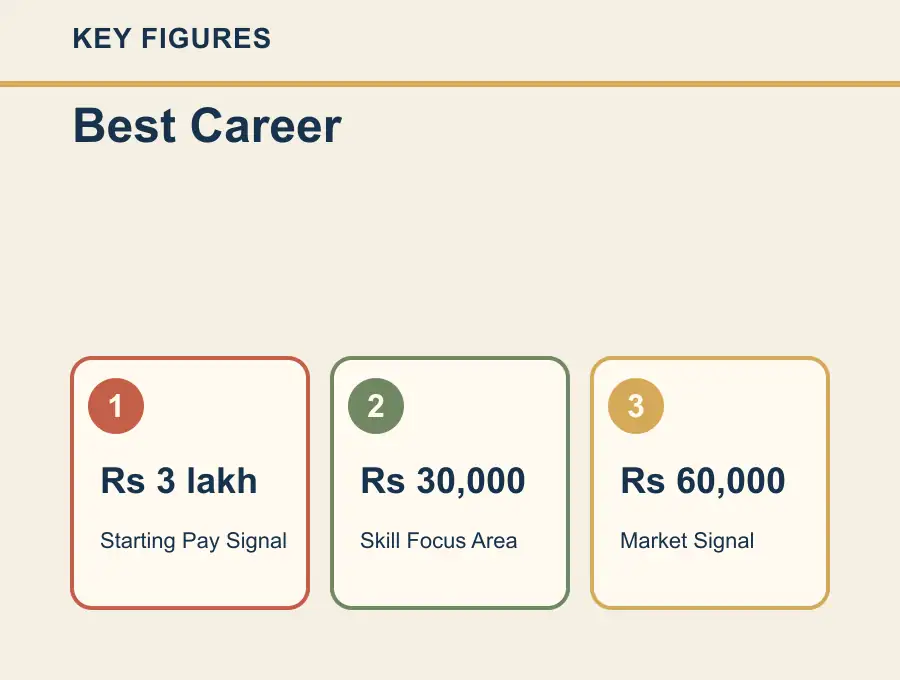 KEY FIGURES
Best Career
1
Rs 3 lakh
Starting Pay Signal
2
Rs 30,000
Skill Focus Area
3
Rs 60,000
Market Signal